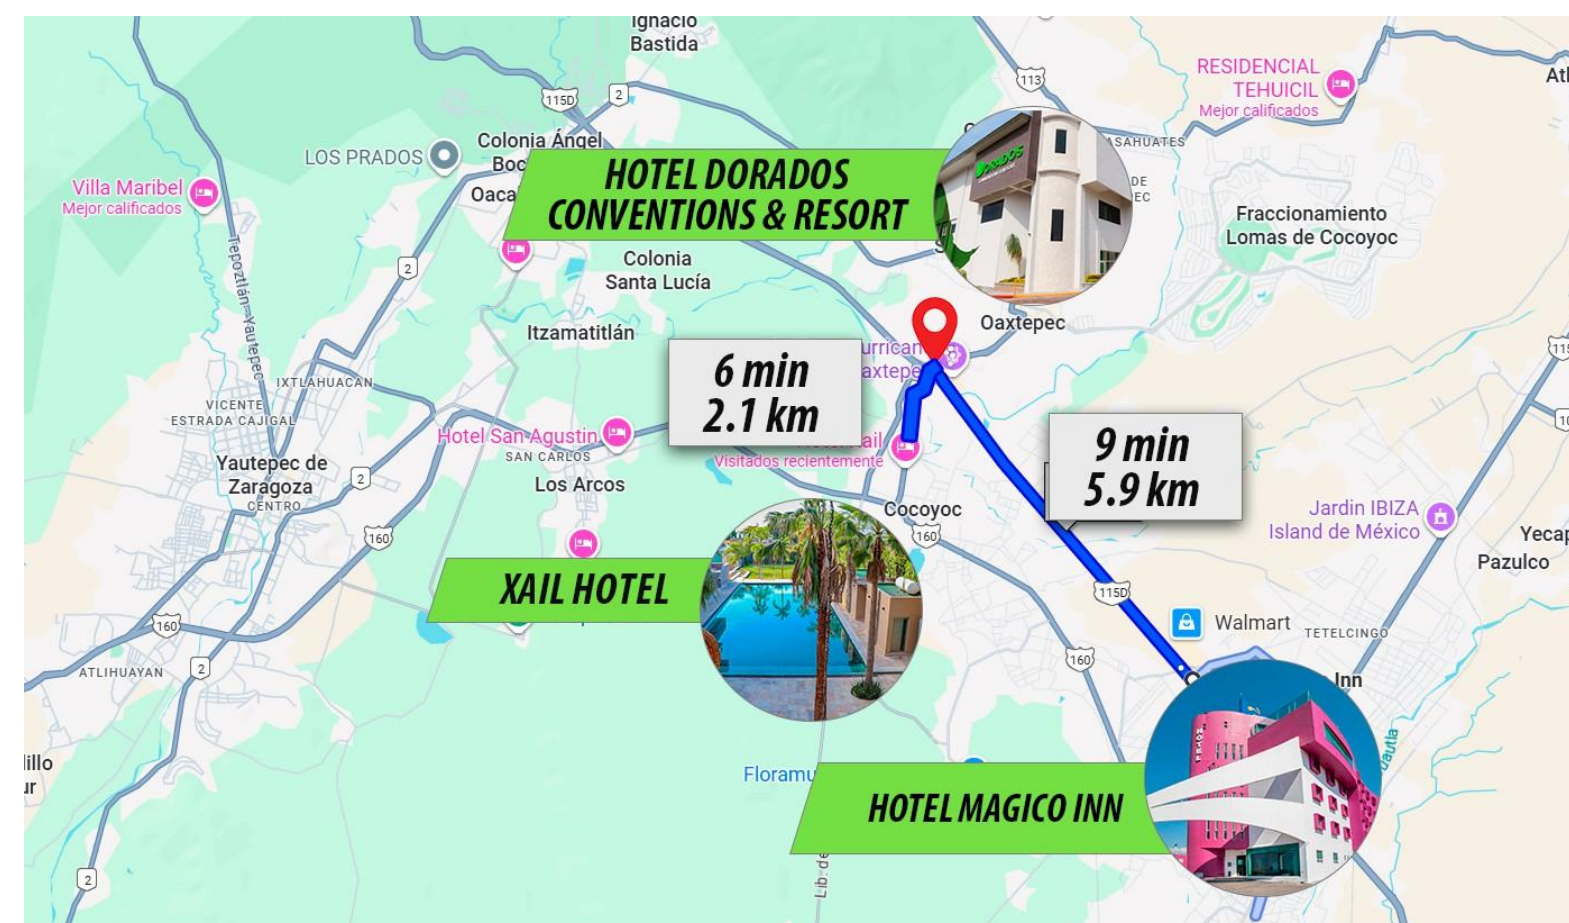 Ignacio
Bastida
113
RESIDENCIAL
TEHUICIL
Mejor calificados
115D
2
Colonia Ángel
LOS PRADOS
Villa Maribel
Mejor calificados
HOTEL DORADOS
CONVENTIONS & RESORT
DORADOS
Fraccionamiento
Lomas de Cocoyoc
Tepoztlán-Yautepec
2
Colonia
Santa Lucía
Itzamatitlán
Oaxtepec
6 min
2.1 km
IXTLAHUACAN
VICENTE
ESTRADA CAJIGAL
Hotel San Agustin
SAN CARLOS
Visitados recientemente
9 min
5.9 km
Yautepec de
Zaragoza
CENTRO
2
Los Arcos
Cocoyoc
160
160
Jardin IBIZA
Island de México
Pazulco
XAIL HOTEL
115D
Walmart
TETELCINGO
160
160
ATLIHUAYAN
2
Inn
HOTEL
HOTEL MAGICO INN
2